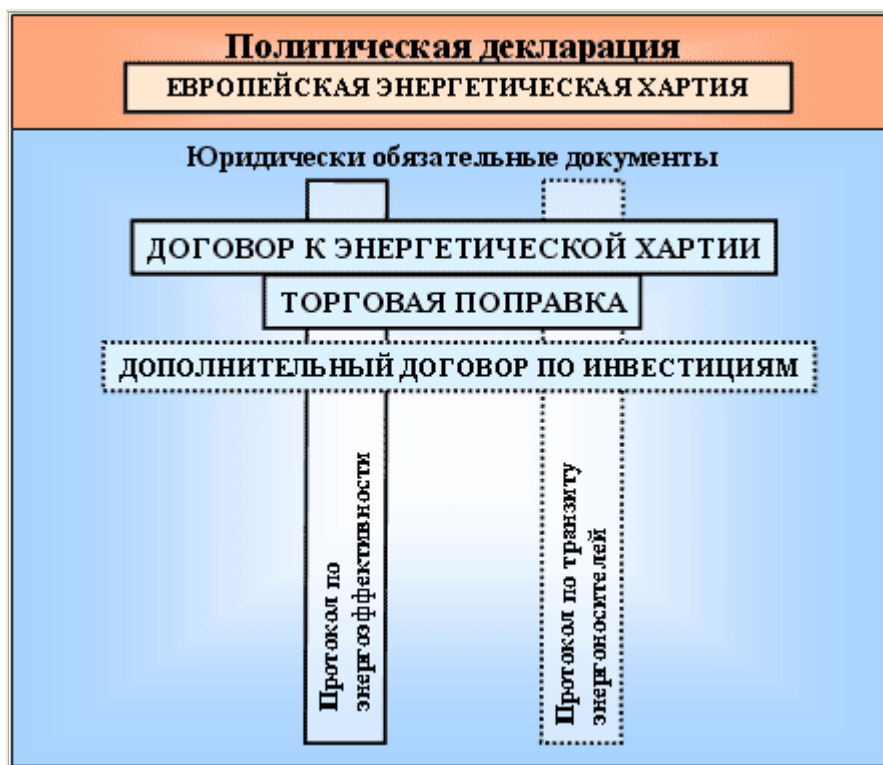 Политическая декларация
ЕВРОПЕЙСКАЯ ЭНЕРГЕТИЧЕСКАЯ ХАРТИЯ
Юридически обязательные документы
ДОГОВОР К ЭНЕРГЕТИЧЕСКОЙ ХАРТИИ
ТОРГОВАЯ ПОПРАВКА
ДОПОЛНИТЕЛЬНЫЙ ДОГОВОР ПО ИНВЕСТИЦИЯМ
Протокол по
энергоэффективности
Протокол по транзиту
энергоносителей